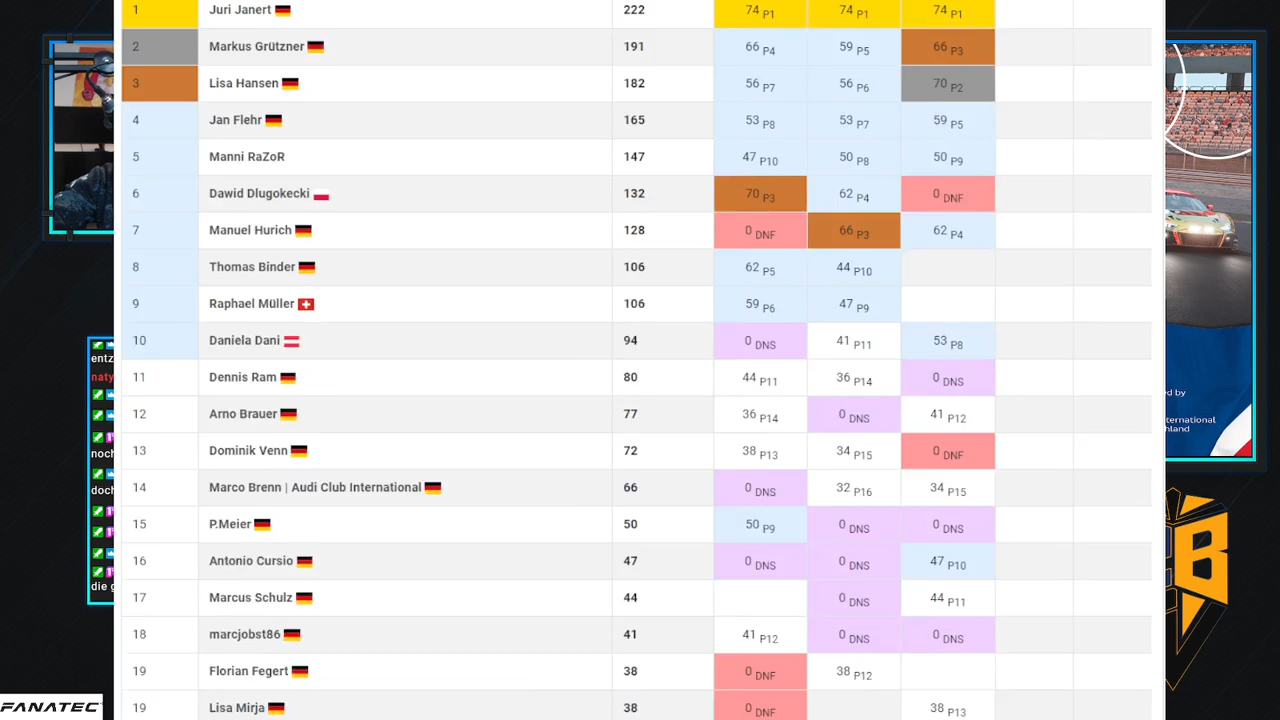 1 Juri Janert 222 74 P1 74 P1 74 P1
2 Markus Grützner 191 66 P4 59 P5 66 P3
3 Lisa Hansen 182 56 P7 56 P6 70 P2
4 Jan Flehr 165 53 P8 53 P7 59 P5
5 Manni RaZoR 147 47 P10 50 P8 50 P9
6 Dawid Dlugokecki 132 70 P3 62 P4 0 DNF
7 Manuel Hurich 128 0 DNF 66 P3 62 P4
8 Thomas Binder 106 62 P5 44 P10
9 Raphael Müller 106 59 P6 47 P9
10 Daniela Dani 94 0 DNS 41 P11 53 P8
11 Dennis Ram 80 44 P11 36 P14 0 DNS
12 Arno Brauer 77 36 P14 0 DNS 41 P12
13 Dominik Venn 72 38 P13 34 P15 0 DNF
14 Marco Brenn | Audi Club International 66 0 DNS 32 P16 34 P15
15 P.Meier 50 50 P9 0 DNS 0 DNS
16 Antonio Cursio 47 0 DNS 0 DNS 47 P10
17 Marcus Schulz 44 0 DNS 44 P11
18 marcjobst86 41 41 P12 0 DNS 0 DNS
19 Florian Fegert 38 0 DNF 38 P12
19 Lisa Mirja 38 0 DNF 38 P13
entz
naty
noch
doch
die g
d by
ternational
hland
B
FANATEC